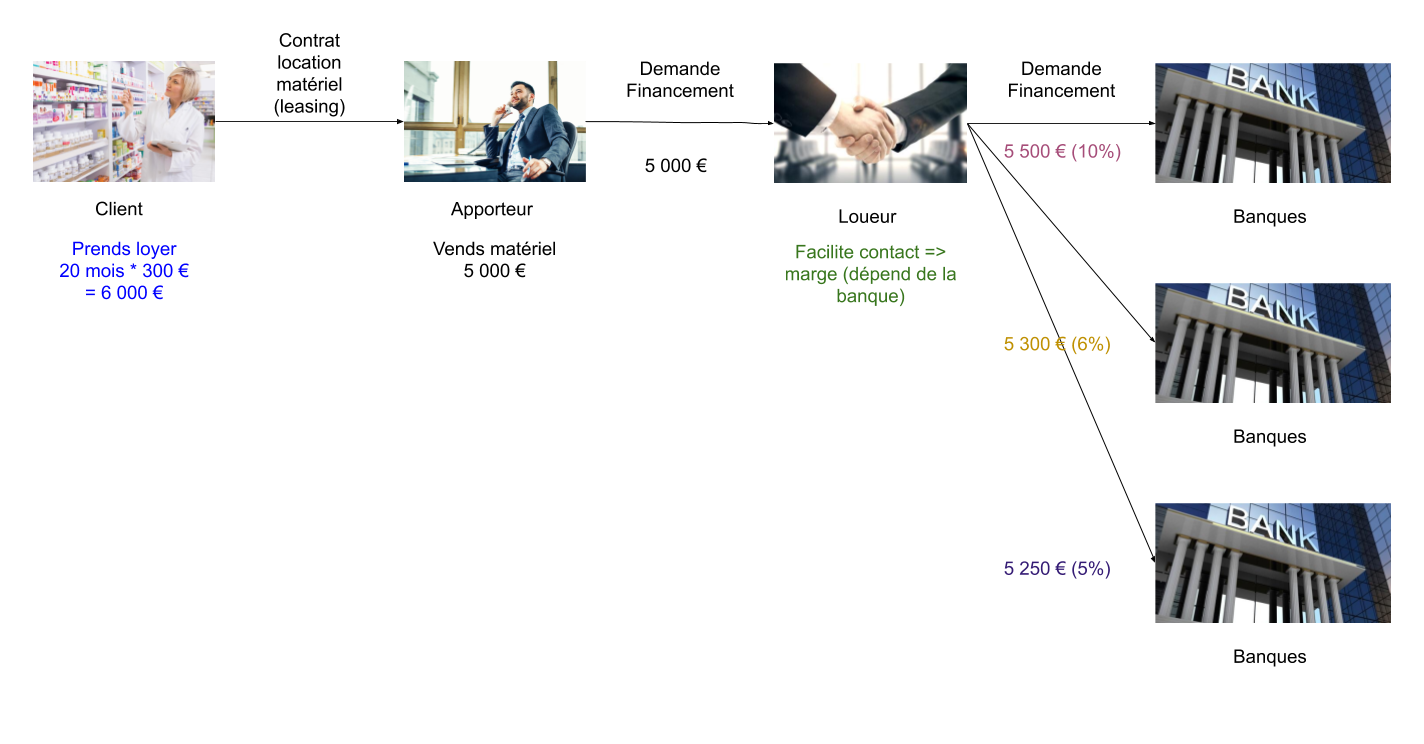 Contrat
location
matériel
(leasing)
Demande
Financement
5 000 €
Demande
Financement
5 500 € (10%)
BANK
Client
Prends loyer
20 mois * 300 €
= 6 000 €
Apporteur
Vends matériel
5 000 €
Loueur
Facilite contact =>
marge (dépend de la
banque)
Banques
5 300 € (6%)
BANK
Banques
5 250 € (5%)
BANK
Banques